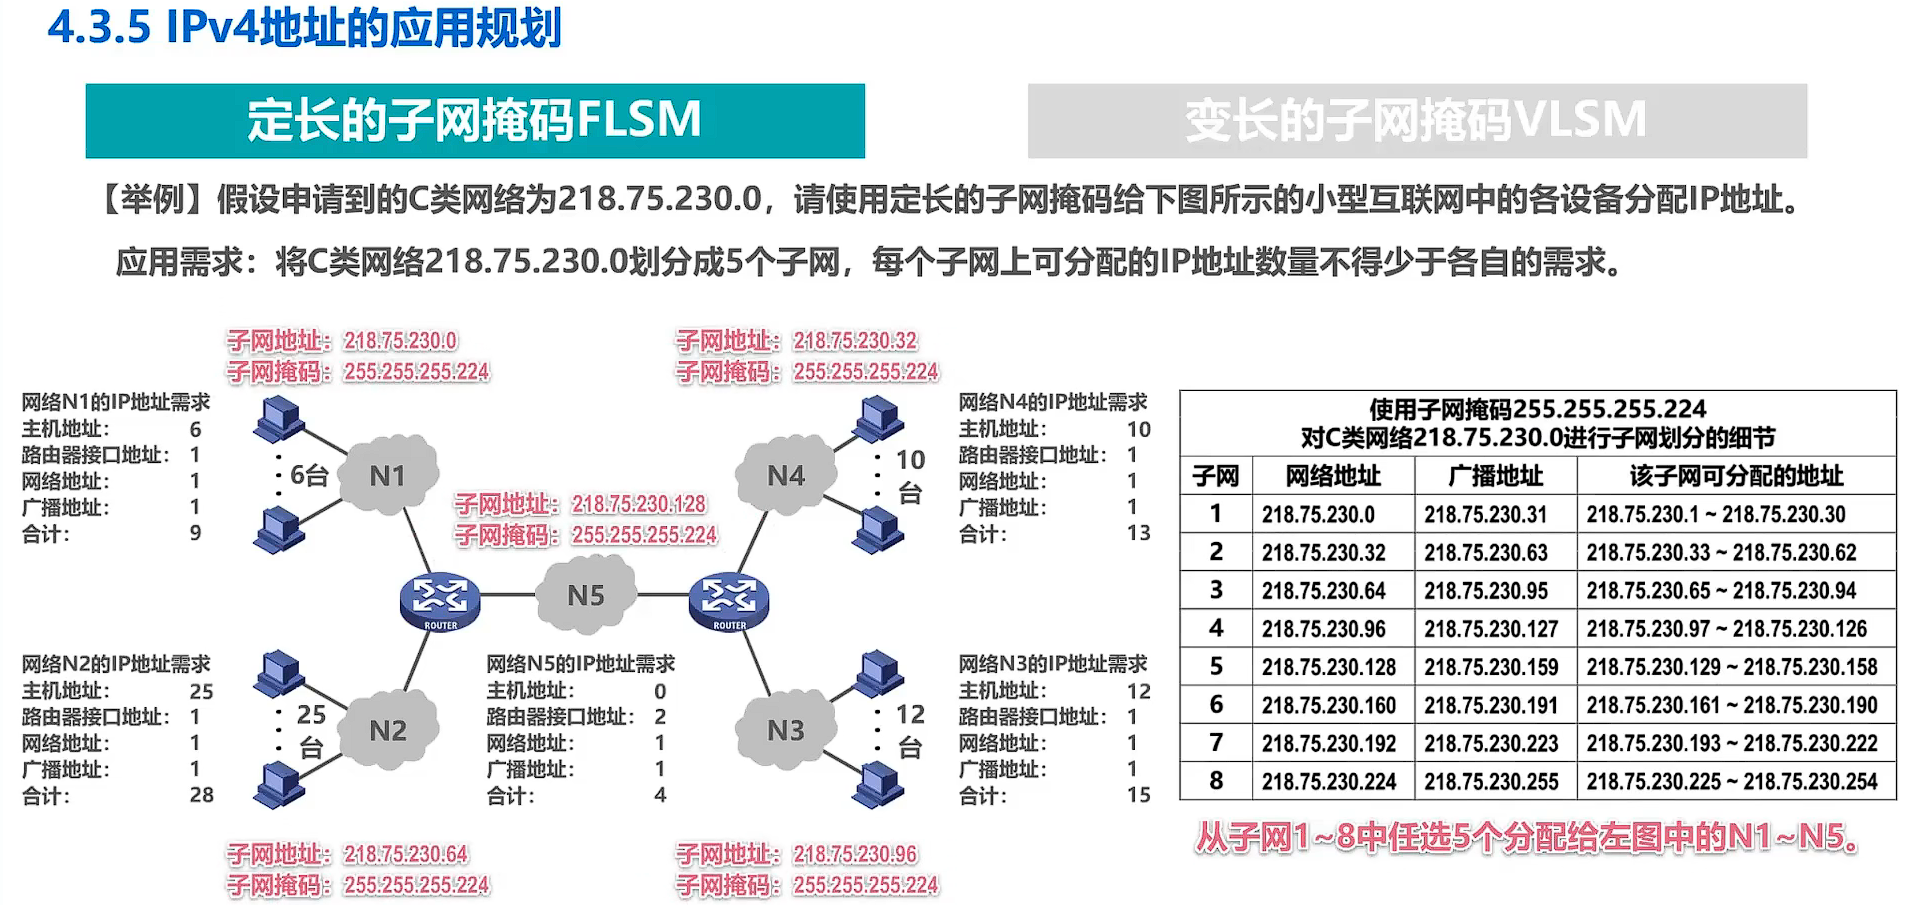 4.3.5 IPv4地址的应用规划
定长的子网掩码FLSM
变长的子网掩码VLSM
【举例】假设申请到的C类网络为218.75.230.0，请使用定长的子网掩码给下图所示的小型互联网中的各设备分配IP地址。
应用需求：将C类网络218.75.230.0划分成5个子网，每个子网上可分配的IP地址数量不得少于各自的需求。
子网地址：218.75.230.0
子网掩码：255.255.255.224
网络N1的IP地址需求
主机地址： 6
路由器接口地址： 1
网络地址： 1
广播地址： 1
合计： 9
6台
N1
子网地址：218.75.230.32
子网掩码：255.255.255.224
N4
10
台
网络N4的IP地址需求
主机地址： 10
路由器接口地址： 1
网络地址： 1
广播地址： 1
合计： 13
子网地址：218.75.230.128
子网掩码：255.255.255.224
ROUTER
N5
ROUTER
网络N2的IP地址需求
主机地址： 25
路由器接口地址： 1
网络地址： 1
广播地址： 1
合计： 28
25
台
N2
网络N5的IP地址需求
主机地址： 0
路由器接口地址： 2
网络地址： 1
广播地址： 1
合计： 4
N3
12
台
网络N3的IP地址需求
主机地址： 12
路由器接口地址： 1
网络地址： 1
广播地址： 1
合计： 15
子网地址：218.75.230.64
子网掩码：255.255.255.224
子网地址：218.75.230.96
子网掩码：255.255.255.224
使用子网掩码255.255.255.224
对C类网络218.75.230.0进行子网划分的细节
子网 网络地址 广播地址 该子网可分配的地址
1 218.75.230.0 218.75.230.31 218.75.230.1 ~ 218.75.230.30
2 218.75.230.32 218.75.230.63 218.75.230.33 ~ 218.75.230.62
3 218.75.230.64 218.75.230.95 218.75.230.65 ~ 218.75.230.94
4 218.75.230.96 218.75.230.127 218.75.230.97 ~ 218.75.230.126
5 218.75.230.128 218.75.230.159 218.75.230.129 ~ 218.75.230.158
6 218.75.230.160 218.75.230.191 218.75.230.161 ~ 218.75.230.190
7 218.75.230.192 218.75.230.223 218.75.230.193 ~ 218.75.230.222
8 218.75.230.224 218.75.230.255 218.75.230.225 ~ 218.75.230.254
从子网1~8中任选5个分配给左图中的N1~N5。